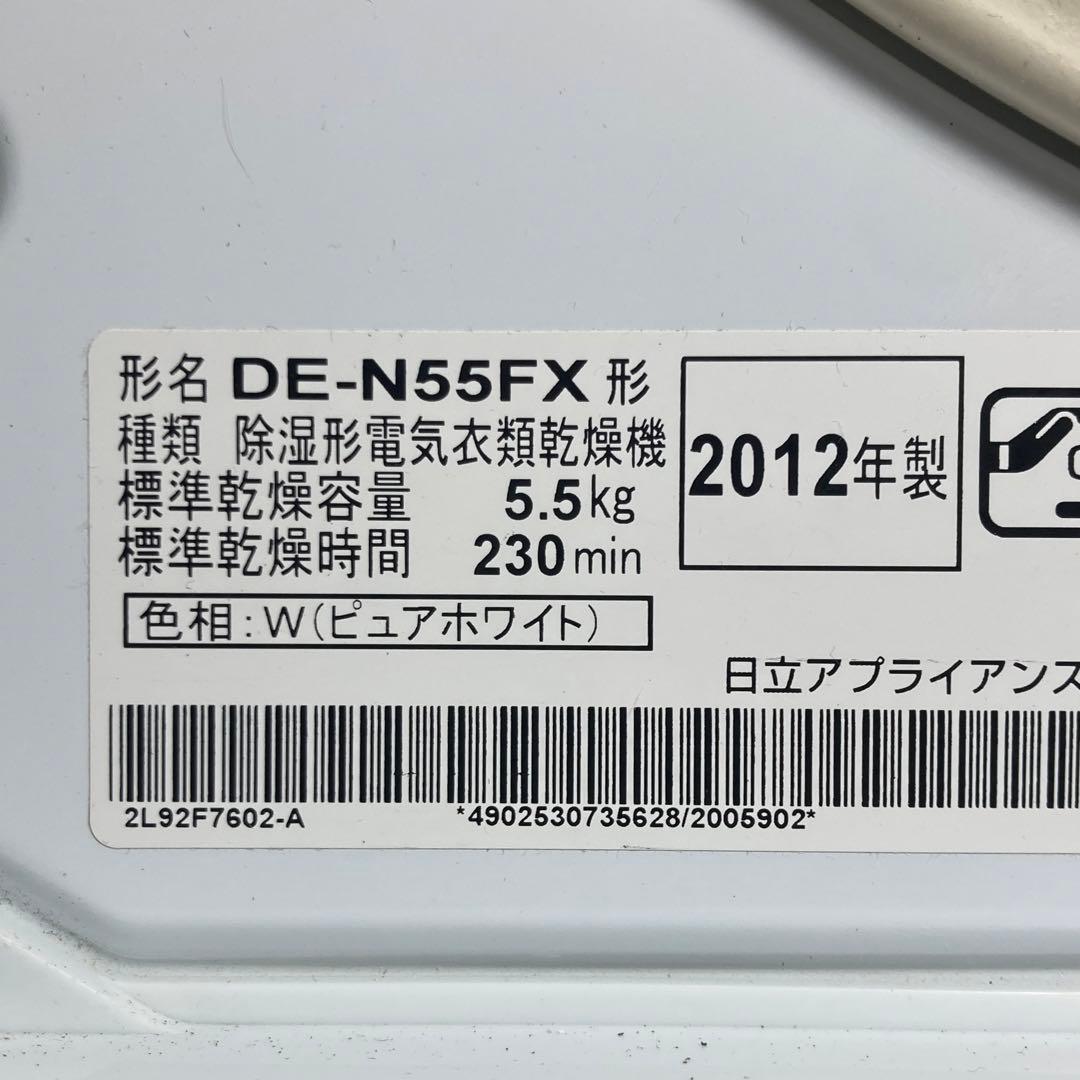 形名 DE-N55FX 形
種類 除湿形電気衣類乾燥機
標準乾燥容量 5.5kg
標準乾燥時間 230min
2012年製
色相:W(ピュアホワイト)
日立アプライアンス
2L92F7602-A
*4902530735628/2005902*